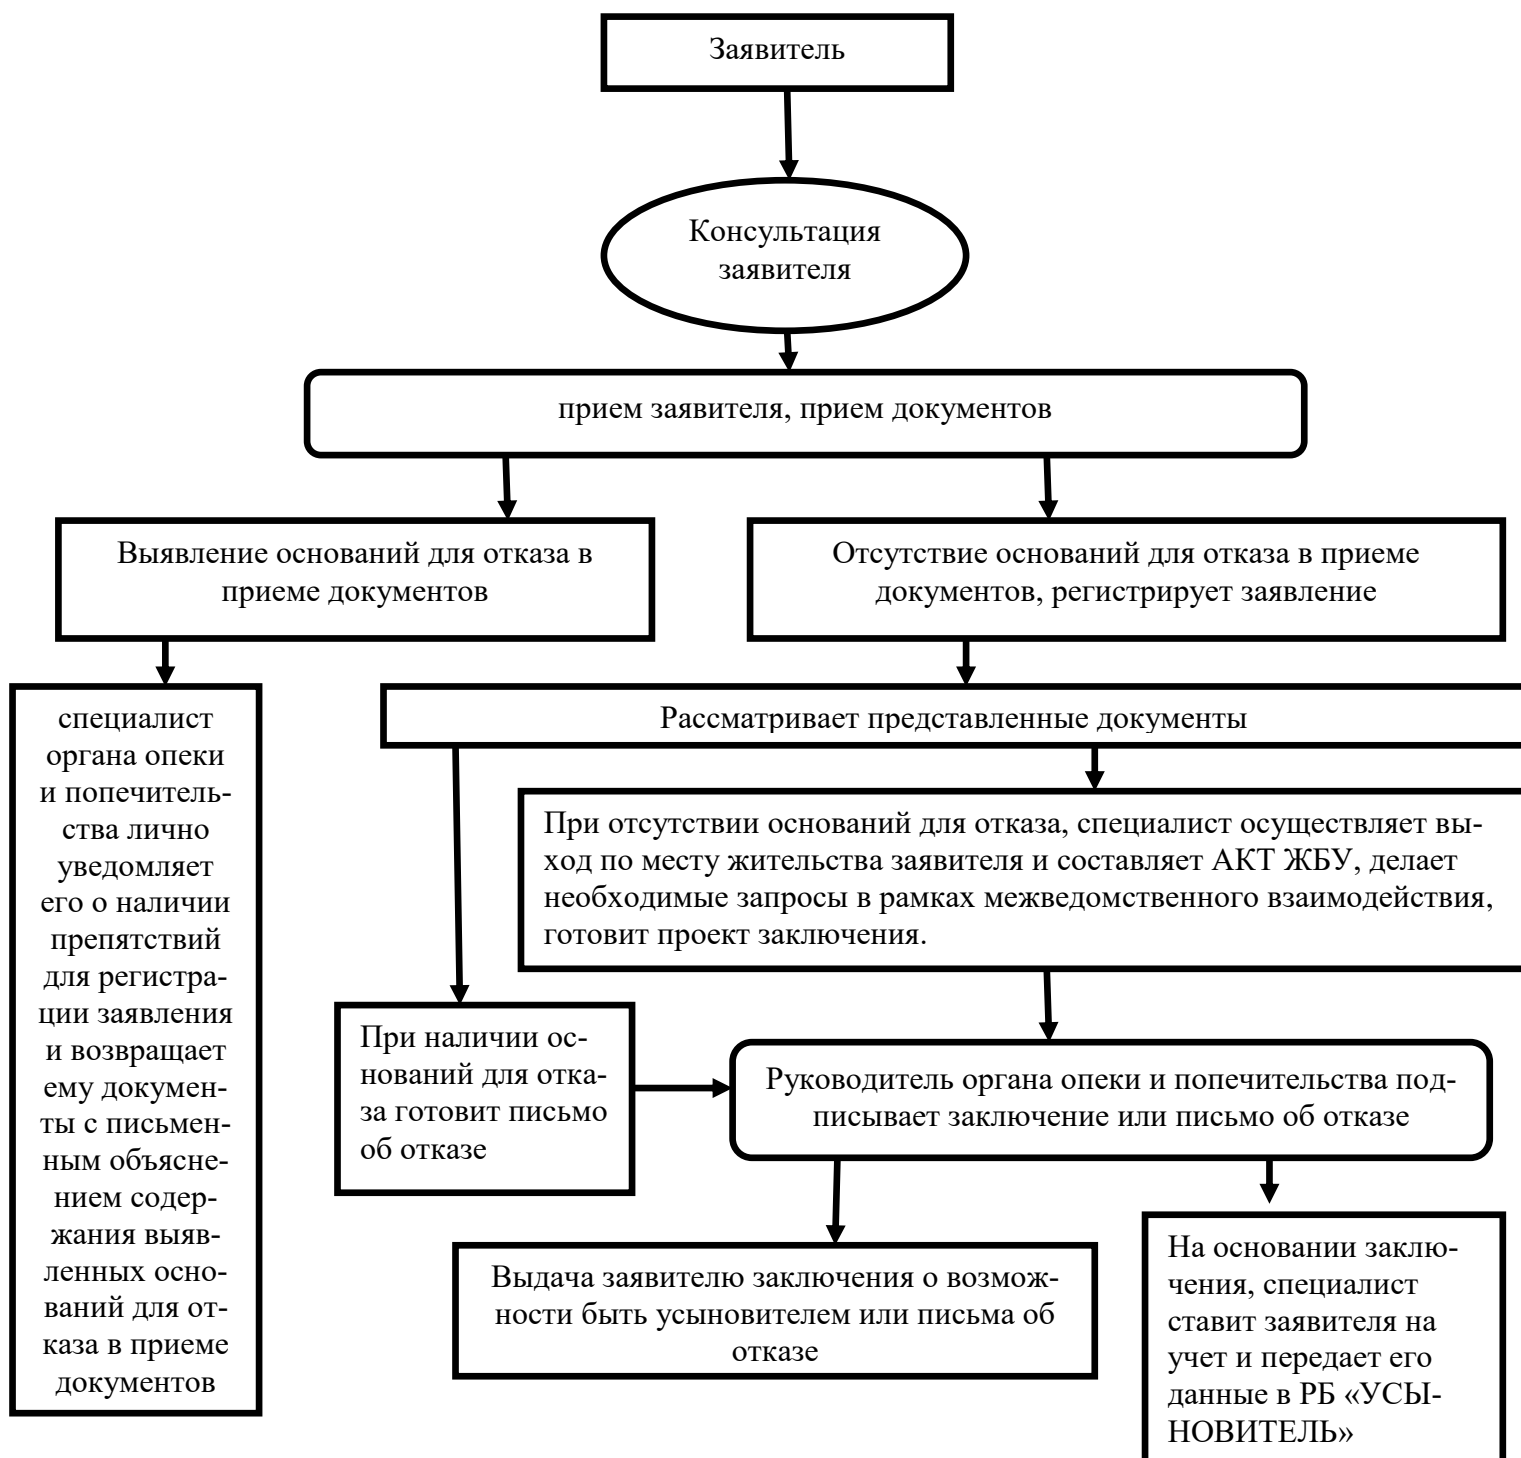 Заявитель
Консультация
заявителя
прием заявителя, прием документов
Выявление оснований для отказа в
приеме документов
Отсутствие оснований для отказа в приеме
документов, регистрирует заявление
специалист
органа опеки
и попечитель-
ства лично
уведомляет
его о наличии
препятствий
для регистра-
ции заявления
и возвращает
ему докумен-
ты с письмен-
ным объясне-
нием содер-
жания выяв-
ленных осно-
ваний для от-
каза в приеме
документов
Рассматривает представленные документы
При отсутствии оснований для отказа, специалист осуществляет вы-
ход по месту жительства заявителя и составляет АКТ ЖБУ, делает
необходимые запросы в рамках межведомственного взаимодействия,
готовит проект заключения.
При наличии ос-
нований для отка-
за готовит письмо
об отказе
Руководитель органа опеки и попечительства под-
писывает заключение или письмо об отказе
Выдача заявителю заключения о возмож-
ности быть усыновителем или письма об
отказе
На основании заклю-
чения, специалист
ставит заявителя на
учет и передает его
данные в РБ «УСЫ-
НОВИТЕЛЬ»